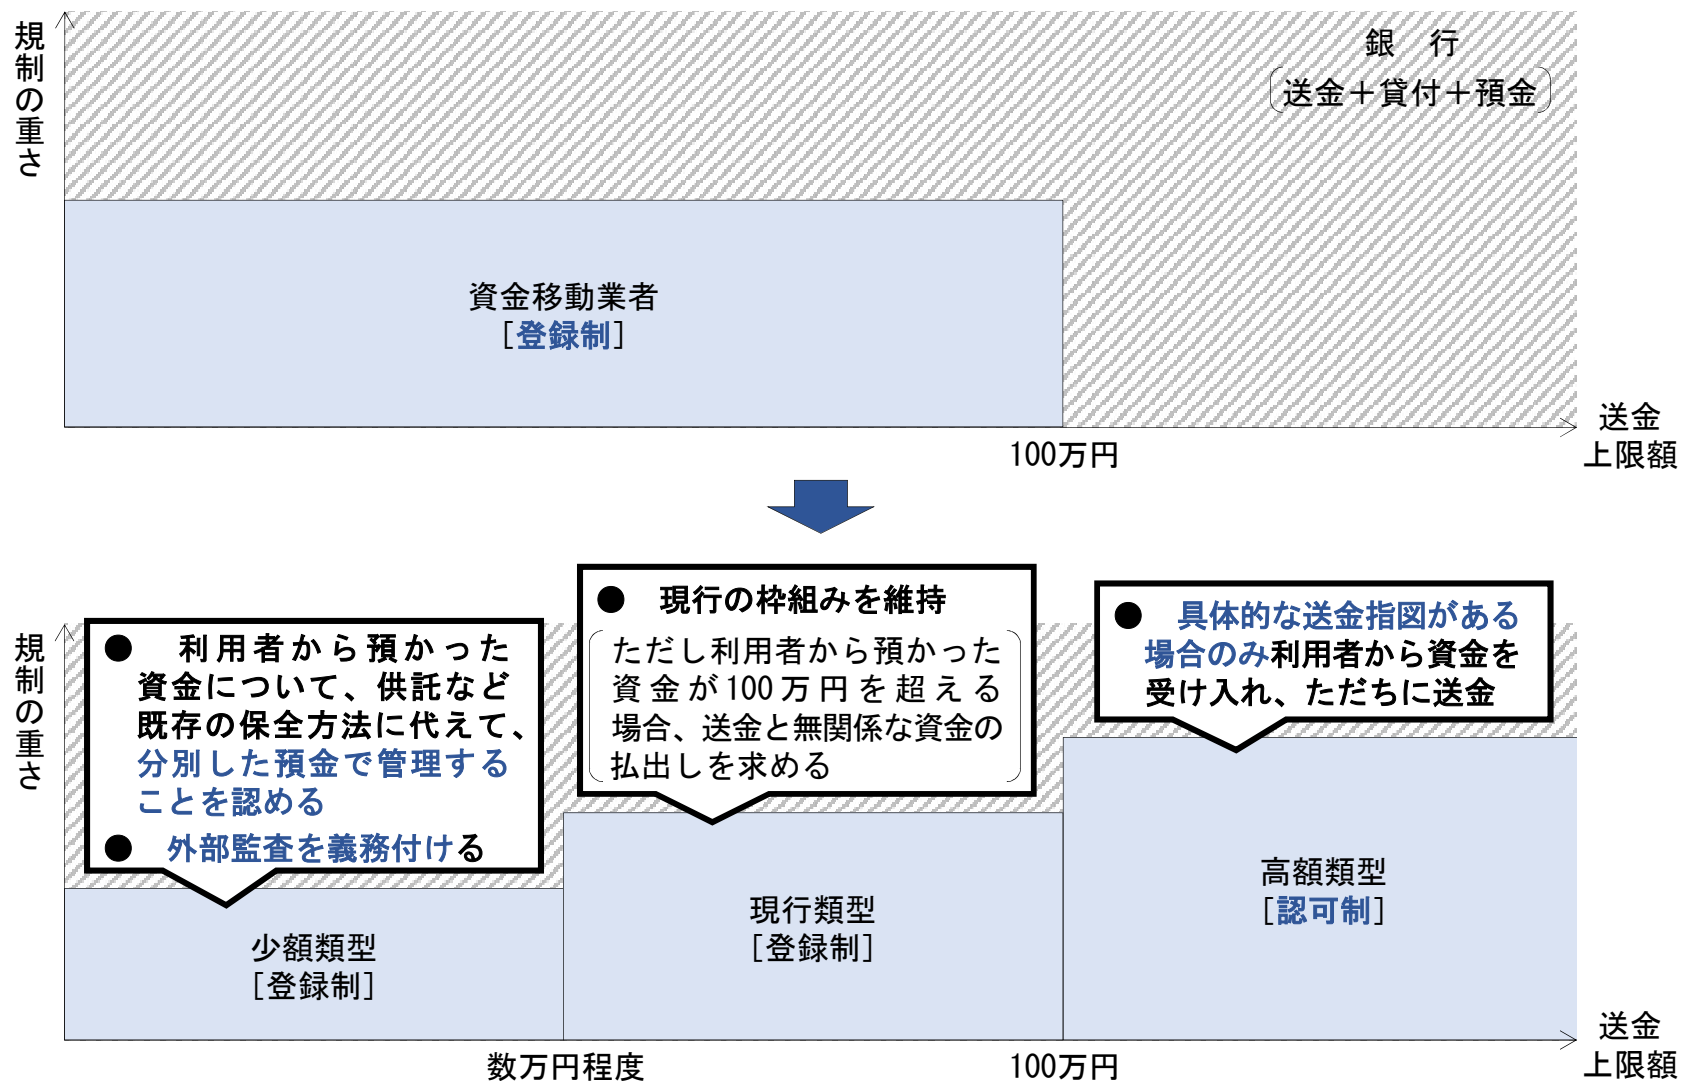 規制の重さ
銀　行
送金＋貸付＋預金
資金移動業者
［登録制］
送金
上限額
100万円
規制の重さ
●　利用者から預かった
資金について、供託など
既存の保全方法に代えて、
分別した預金で管理する
ことを認める
●　外部監査を義務付ける
●　現行の枠組みを維持
ただし利用者から預かった
資金が100万円を超える
場合、送金と無関係な資金の
払出しを求める
●　具体的な送金指図がある
場合のみ利用者から資金を
受け入れ、ただちに送金
少額類型
［登録制］
現行類型
［登録制］
高額類型
［認可制］
送金
上限額
数万円程度
100万円